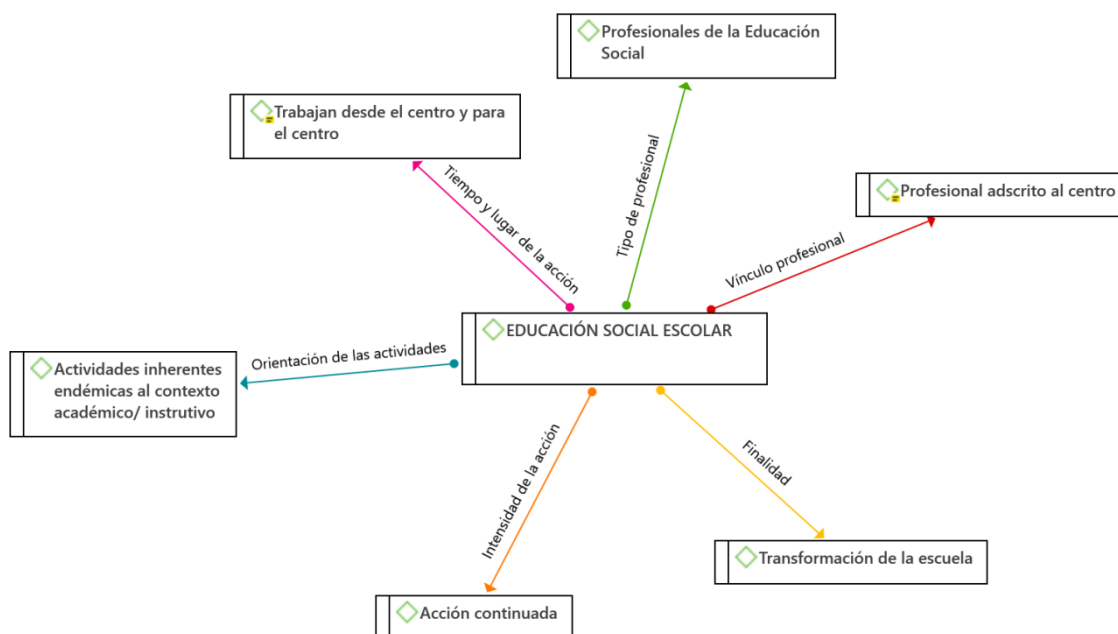 Profesionales de la Educación
Social
Trabajan desde el centro y para
el centro
Profesional adscrito al centro
Tiempo y lugar de la acción
Tipo de profesional
Vínculo profesional
EDUCACIÓN SOCIAL ESCOLAR
Orientación de las actividades
Actividades inherentes
endémicas al contexto
académico/ instrutivo
Intensidad de la acción
Finalidad
Transformación de la escuela
Acción continuada